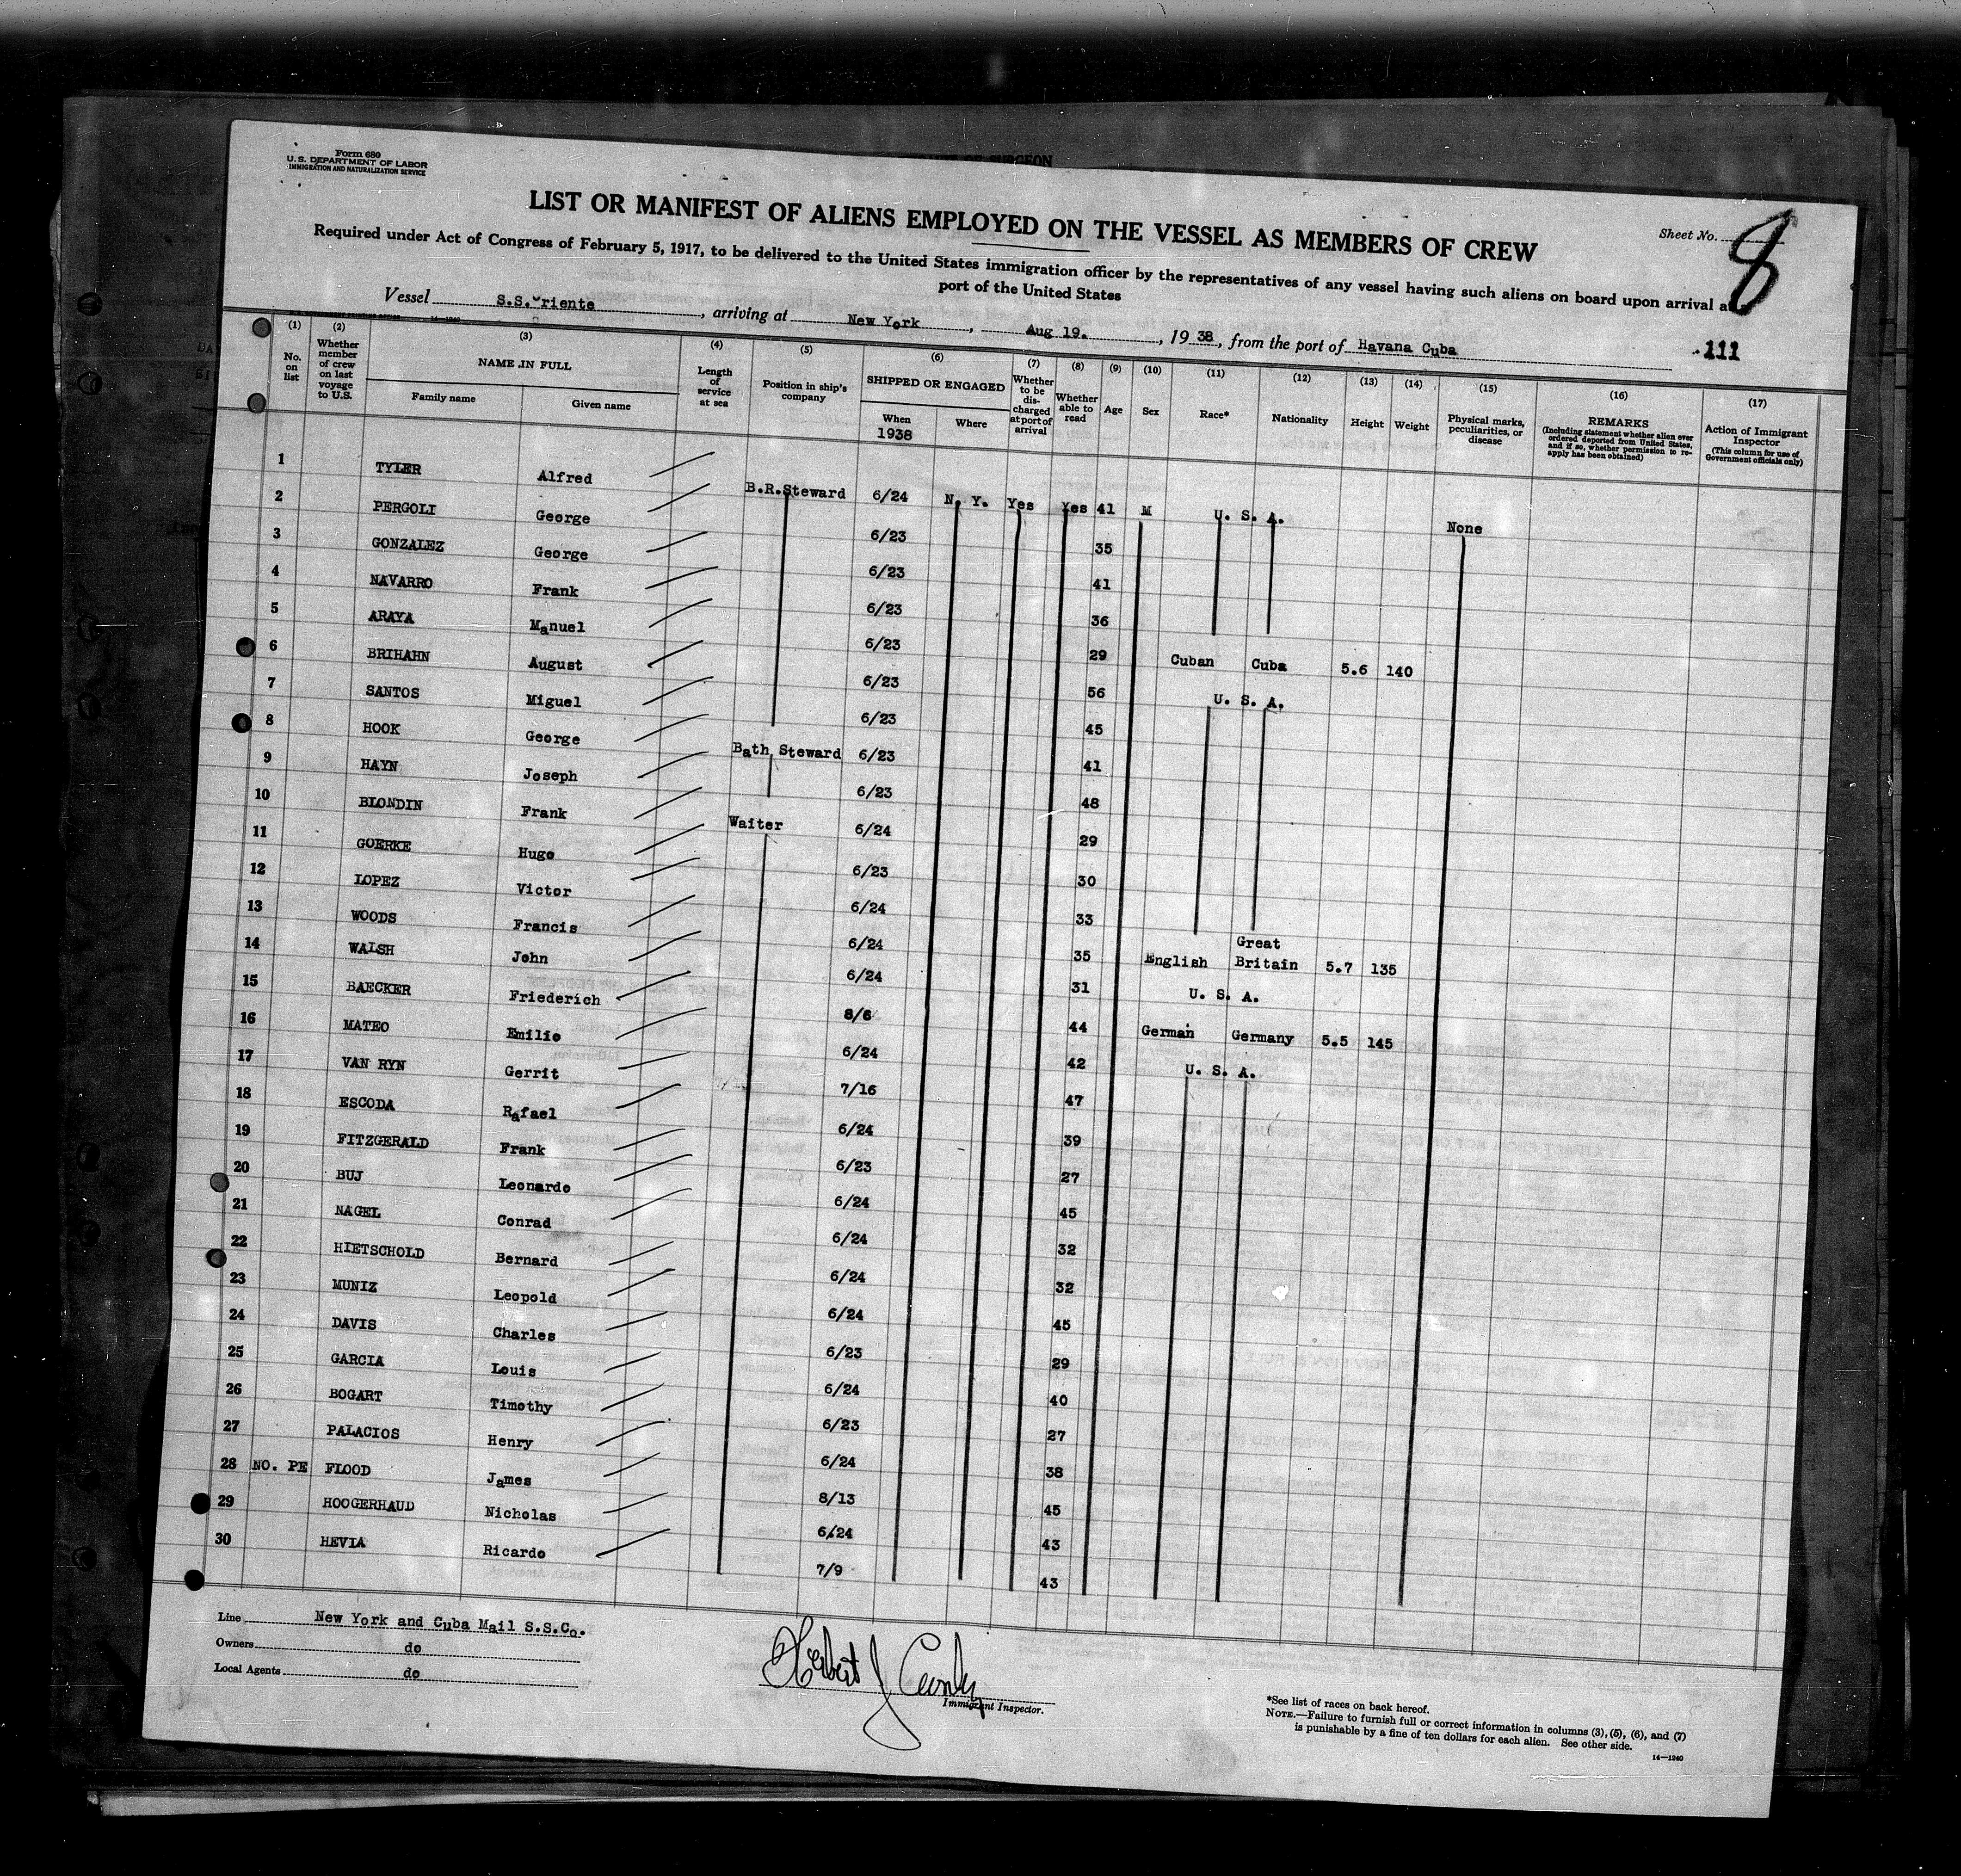 Form 680
U. S. DEPARTMENT OF LABOR
IMMIGRATION AND NATURALIZATION SERVICE
LIST OR MANIFEST OF ALIENS EMPLOYED ON THE VESSEL AS MEMBERS OF CREW
Sheet No. 8
Required under Act of Congress of February 5, 1917, to be delivered to the United States immigration officer by the representatives of any vessel having such aliens on board upon arrival at
port of the United States
Vessel S.S. riente, arriving at New York, Aug 19., 1938, from the port of Havana Cuba
111
(1) No. on list (2) Whether member of crew on last voyage to U.S. (3) NAME IN FULL Family name Given name (4) Length of service at sea (5) Position in ship's company (6) SHIPPED OR ENGAGED When 1938 Where (7) Whether to be discharged at port of arrival (8) Whether able to read (9) Age (10) Sex (11) Race* (12) Nationality (13) Height (14) Weight (15) Physical marks, peculiarities, or disease (16) REMARKS (Including statement whether alien ever ordered deported from United States, and if so, whether permission to re-apply has been obtained) (17) Action of Immigrant Inspector (This column for use of Government officials only)
1 TYLER Alfred B.R.Steward 6/24 N. Y. Yes Yes 41 M U. S. A. None
2 PERGOLI George 6/23 35
3 GONZALEZ George 6/23 41
4 NAVARRO Frank 6/23 36
5 ARAYA Manuel 6/23 29 Cuban Cuba 5.6 140
6 BRIHAHN August 6/23 56 U. S. A.
7 SANTOS Miguel 6/23 45
8 HOOK George Bath Steward 6/23 41
9 HAYN Joseph 6/23 48
10 BLONDIN Frank Waiter 6/24 29
11 GOERKE Hugo 6/23 30
12 LOPEZ Victor 6/24 33
13 WOODS Francis 6/24 35 English Great Britain 5.7 135
14 WALSH John 6/24 31 U. S. A.
15 BAECKER Friederich 8/6 44 German Germany 5.5 145
16 MATEO Emilio 6/24 42 U. S. A.
17 VAN RYN Gerrit 7/16 47
18 ESCODA Rafael 6/24 39
19 FITZGERALD Frank 6/23 27
20 BUJ Leonardo 6/24 45
21 NAGEL Conrad 6/24 32
22 HIETSCHOLD Bernard 6/24 32
23 MUNIZ Leopold 6/24 45
24 DAVIS Charles 6/23 29
25 GARCIA Louis 6/24 40
26 BOGART Timothy 6/23 27
27 PALACIOS Henry 6/24 38
28 NO. PE FLOOD James 8/13 45
29 HOOGERHAUD Nicholas 6/24 43
30 HEVIA Ricardo 7/9 43
Line New York and Cuba Mail S.S.Co.
Owners do
Local Agents do
Herbert J
Immigrant Inspector.
*See list of races on back hereof.
NOTE.—Failure to furnish full or correct information in columns (3), (5), (6), and (7)
is punishable by a fine of ten dollars for each alien. See other side.
14—1240